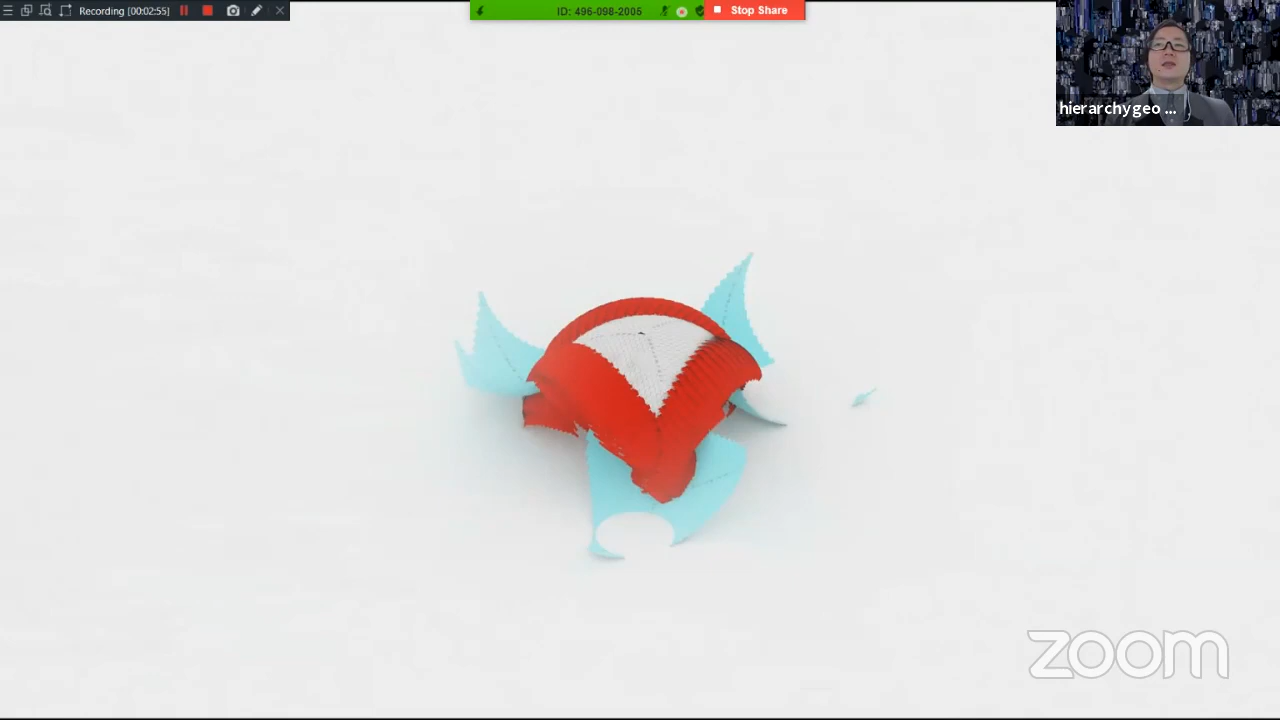 Recording [00:02:55]
ID: 496-098-2005
Stop Share
hierarchygeo ...
zoom